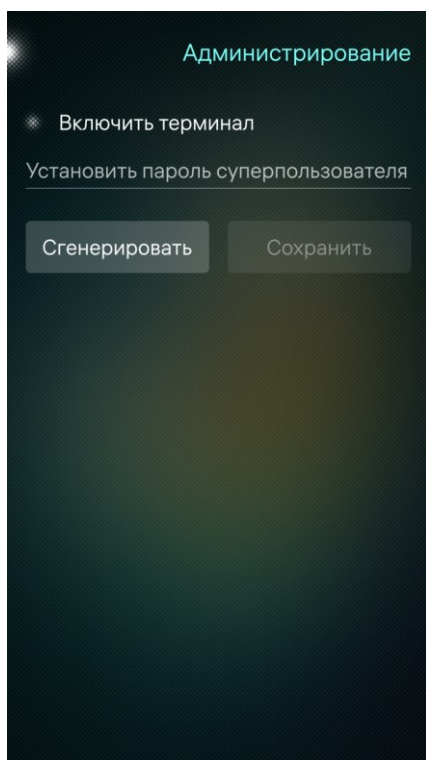 Администрирование
Включить терминал
Установить пароль суперпользователя
Сгенерировать
Сохранить